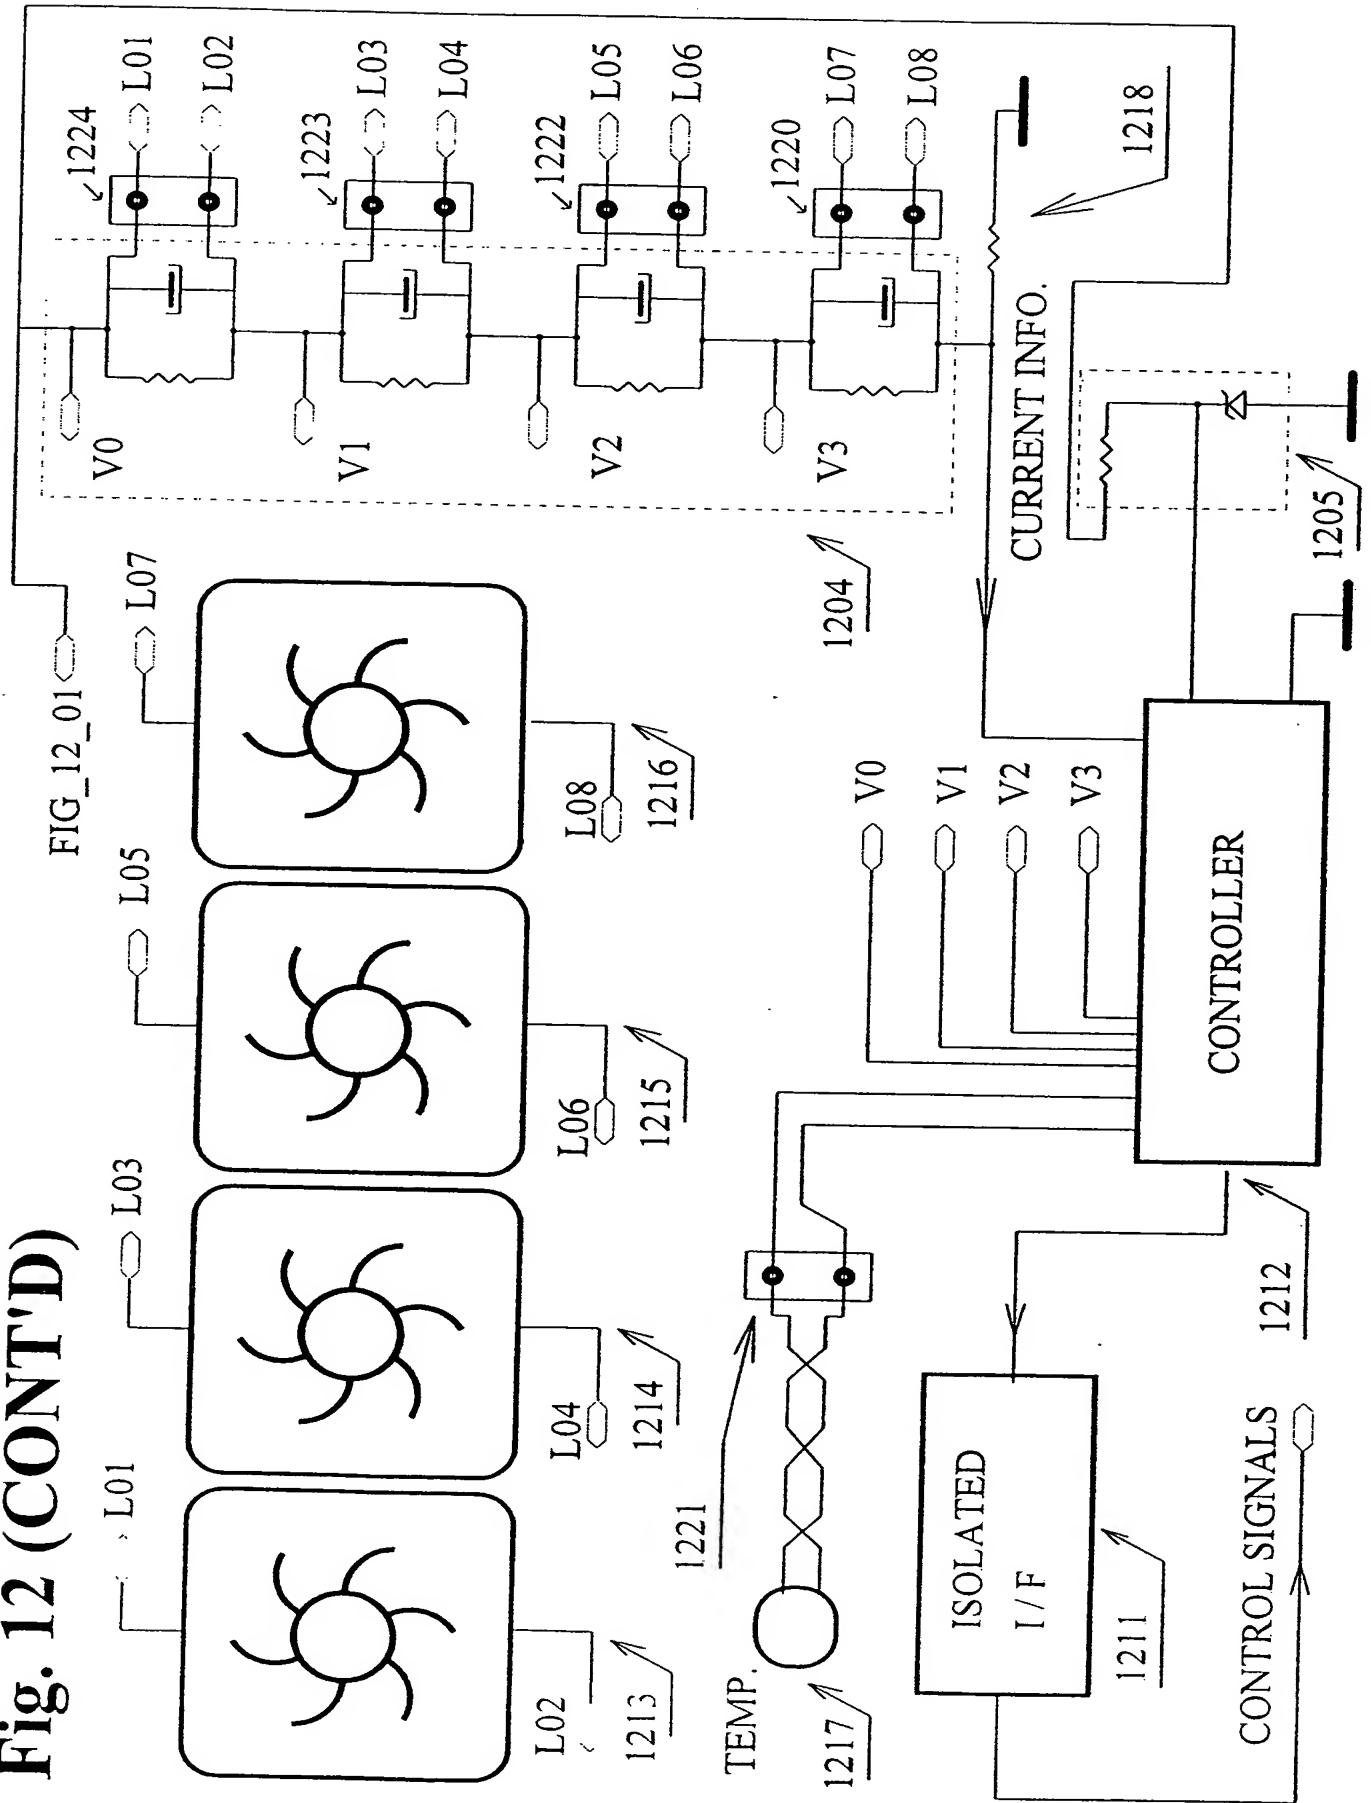 Fig. 12 (CONT'D)
L01
L03
L05
FIG_12_01
L07
L02
1213
L04
1214
L06
1215
L08
1216
V0
V1
V2
V3
1224
L01
L02
1223
L03
L04
1222
L05
L06
1220
L07
L08
1204
1218
CURRENT INFO.
1205
TEMP.
1217
1221
V0
V1
V2
V3
CONTROLLER
1212
ISOLATED
I/F
1211
CONTROL SIGNALS